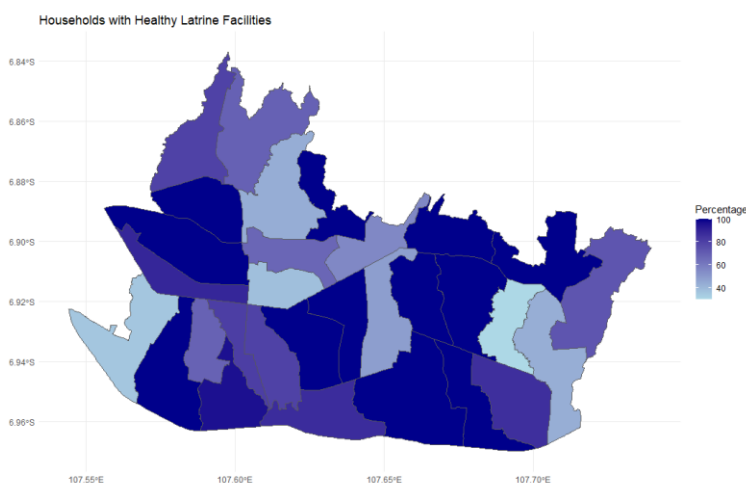 Households with Healthy Latrine Facilities
6.84°S
6.86°S
6.88°S
6.90°S
6.92°S
6.94°S
6.96°S
107.55°E
107.60°E
107.65°E
107.70°E
Percentage
100
80
60
40